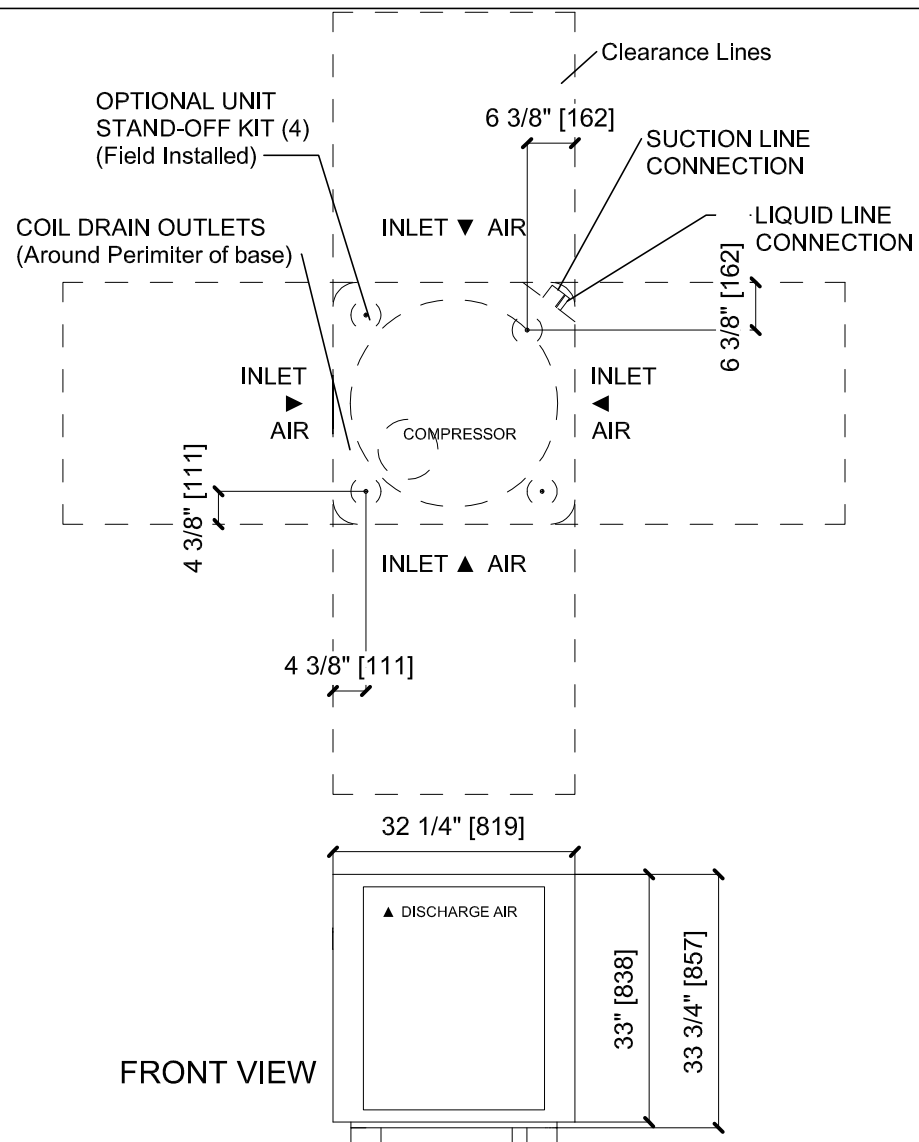 Clearance Lines
OPTIONAL UNIT
STAND-OFF KIT (4)
(Field Installed)
6 3/8" [162]
SUCTION LINE
CONNECTION
COIL DRAIN OUTLETS
(Around Perimiter of base)
INLET ▼ AIR
LIQUID LINE
CONNECTION
6 3/8" [162]
INLET
►
AIR
INLET
◄
AIR
COMPRESSOR
4 3/8" [111]
INLET ▲ AIR
4 3/8" [111]
32 1/4" [819]
▲ DISCHARGE AIR
33" [838]
33 3/4" [857]
FRONT VIEW